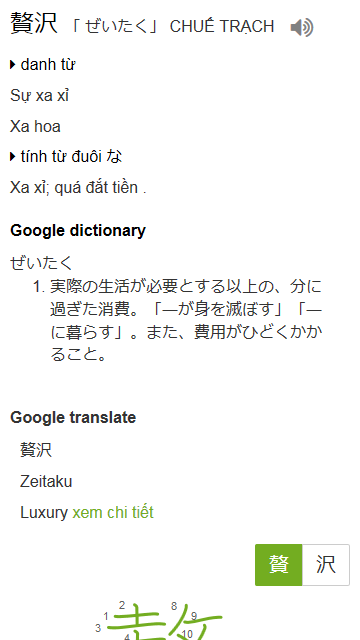 贅沢 「 ぜいたく」 CHUẾ TRẠCH
danh từ
Sự xa xỉ
Xa hoa
tính từ đuôi な
Xa xỉ; quá đắt tiền .
Google dictionary
ぜいたく
1. 実際の生活が必要とする以上の、分に
過ぎた消費。「―が身を滅ぼす」「―
に暮らす」。また、費用がひどくかか
ること。
Google translate
贅沢
Zeitaku
Luxury xem chi tiết
贅 沢
2 8
1 9
3
4 10